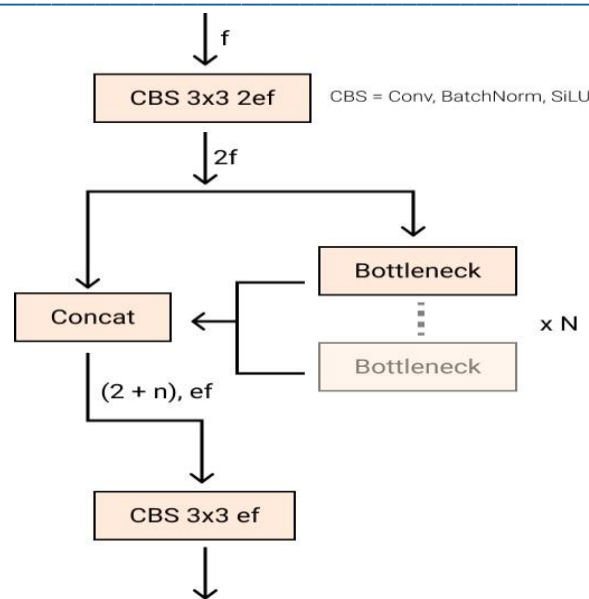 f
CBS 3x3 2ef
CBS = Conv, BatchNorm, SiLU
2f
Bottleneck
Concat
x N
Bottleneck
(2 + n), ef
CBS 3x3 ef